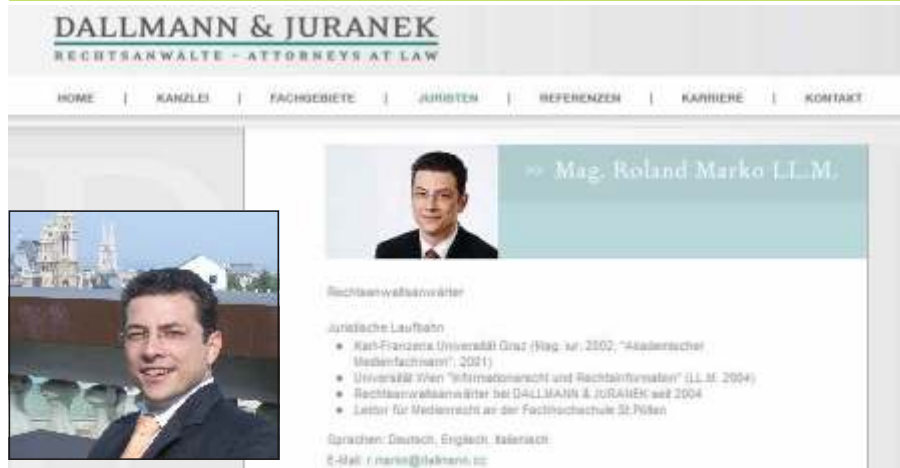 DALLMANN & JURANEK
RECHTSANWÄLTE - ATTORNEYS AT LAW
HOME | KANZLEI | FACHGEBIETE | JURISTEN | REFERENZEN | KARRIERE | KONTAKT
>> Mag. Roland Marko LL.M.
Rechtsanwaltsanwärter
Juristische Laufbahn
Karl-Franzens Universität Graz (Mag. iur. 2002, "Akademischer
Medienfachmann", 2001)
Universität Wien "Informationsrecht und Rechtsinformation" (LL.M. 2004)
Rechtsanwaltsanwärter bei DALLMANN & JURANEK seit 2004
Lektor für Medienrecht an der Fachhochschule St.Pölten
Sprachen: Deutsch, Englisch, Italienisch
E-Mail: r.marko@dallmann.cc